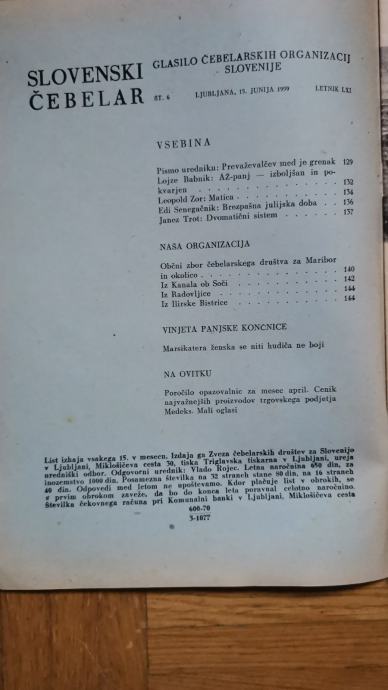 SLOVENSKI
ČEBELAR
GLASILO ČEBELARSKIH ORGANIZACIJ
SLOVENIJE
ŠT. 6 LJUBLJANA, 15. JUNIJA 1959 LETNIK LXI
VSEBINA
Pismo uredniku: Prevaževalčev med je grenak 129
Lojze Babnik: AŽ-panj — izboljšan in po-
kvarjen . . . . . . . . . . . . . . 132
Leopold Zor: Matica . . . . . . . . . . 134
Edi Senegačnik: Brezpašna julijska doba . . 136
Janez Trot: Dvomatični sistem . . . . . . 137
NAŠA ORGANIZACIJA
Občni zbor čebelarskega društva za Maribor
in okolico . . . . . . . . . . . . . . 140
Iz Kanala ob Soči . . . . . . . . . . . 142
Iz Radovljice . . . . . . . . . . . . . 144
Iz Ilirske Bistrice . . . . . . . . . . . 144
VINJETA PANJSKE KONČNICE
Marsikatera ženska se niti hudiča ne boji
NA OVITKU
Poročilo opazovalnic za mesec april. Cenik
najvažnejših proizvodov trgovskega podjetja
Medeks. Mali oglasi
List izhaja vsakega 15. v mesecu. Izdaja ga Zveza čebelarskih društev za Slovenijo
v Ljubljani, Miklošičeva cesta 30, tiska Triglavska tiskarna v Ljubljani, ureja
uredniški odbor. Odgovorni urednik: Vlado Rojec. Letna naročnina 650 din, za
inozemstvo 1000 din. Posamezna številka na 32 straneh stane 80 din, na 16 straneh
40 din. Odpovedi med letom ne upoštevamo. Kdor plačuje list v obrokih, se
s prvim obrokom zaveže, da bo do konca leta poravnal celotno naročnino.
Številka čekovnega računa pri Komunalni banki v Ljubljani, Miklošičeva cesta
600-70
3-1077